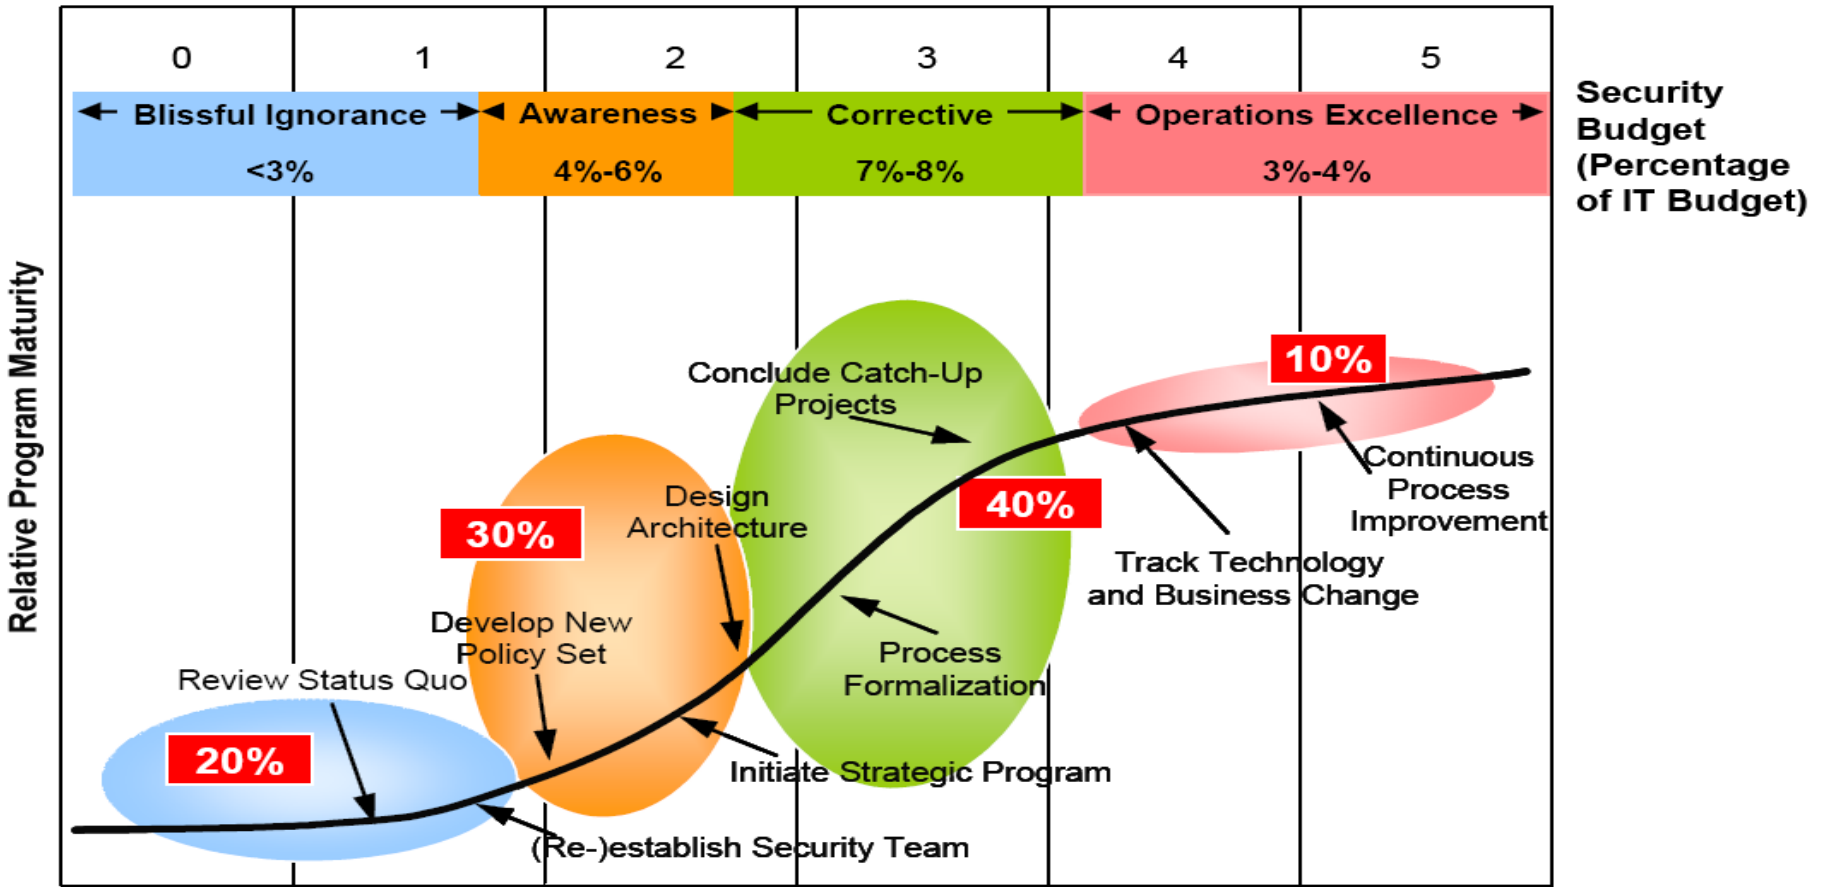 0 1 2 3 4 5
Blissful Ignorance Awareness Corrective Operations Excellence
<3% 4%-6% 7%-8% 3%-4%
Security
Budget
(Percentage
of IT Budget)
Relative Program Maturity
10%
Conclude Catch-Up
Projects
Continuous
Process
Improvement
40%
30%
Design
Architecture
Track Technology
and Business Change
Develop New
Policy Set
Process
Formalization
Review Status Quo
20%
Initiate Strategic Program
(Re-)establish Security Team